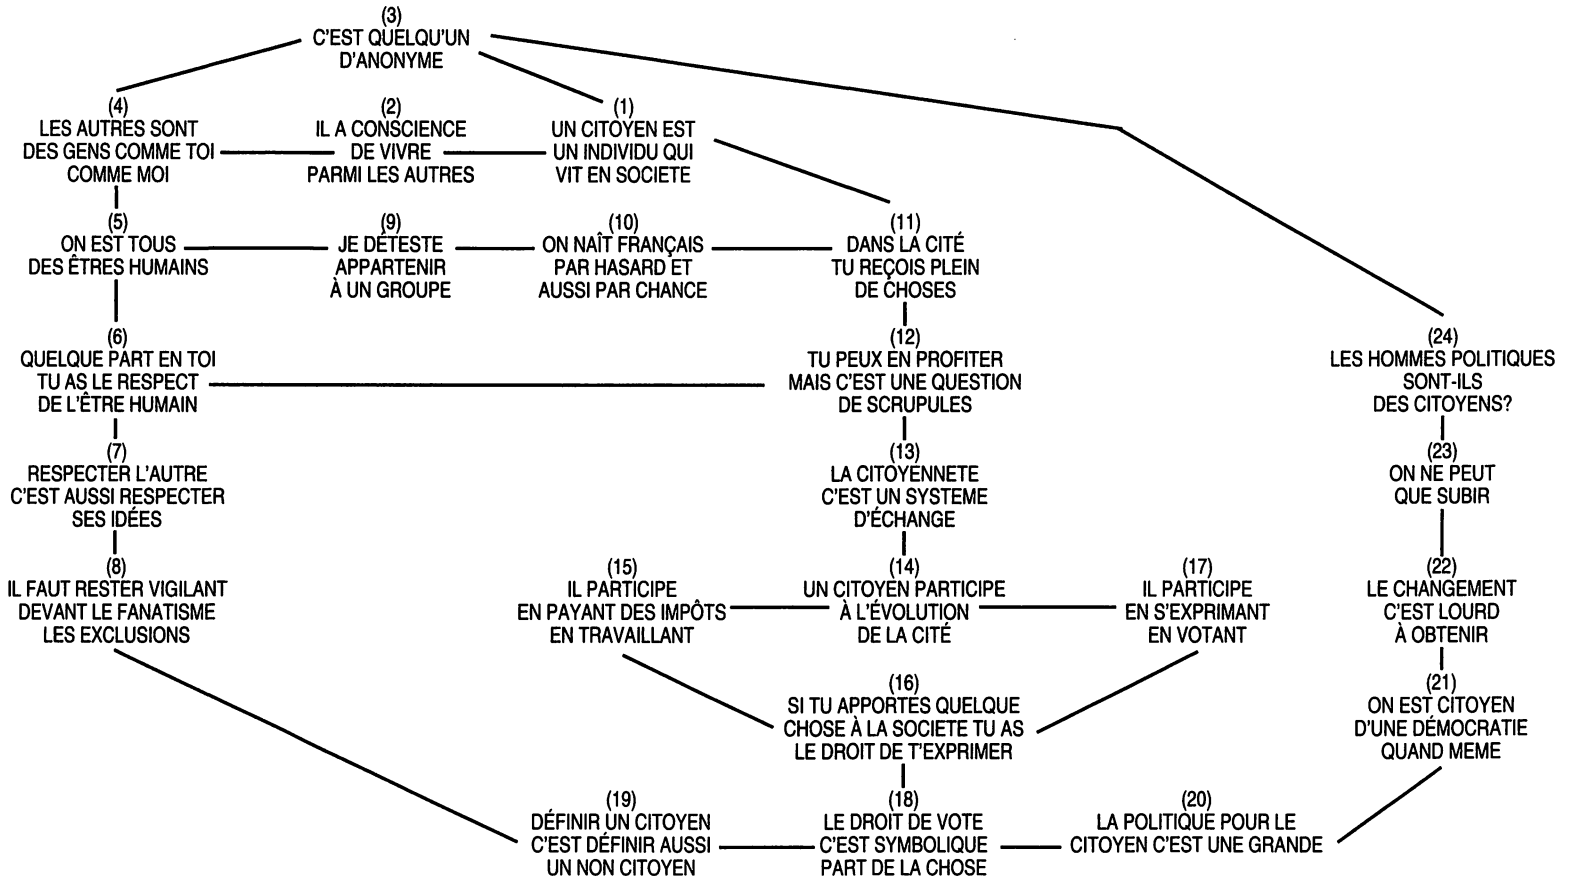 (3)
C'EST QUELQU'UN
D'ANONYME
(4)
LES AUTRES SONT
DES GENS COMME TOI
COMME MOI
(2)
IL A CONSCIENCE
DE VIVRE
PARMI LES AUTRES
(1)
UN CITOYEN EST
UN INDIVIDU QUI
VIT EN SOCIETE
(5)
ON EST TOUS
DES ÊTRES HUMAINS
(9)
JE DÉTESTE
APPARTENIR
À UN GROUPE
(10)
ON NAÎT FRANÇAIS
PAR HASARD ET
AUSSI PAR CHANCE
(11)
DANS LA CITÉ
TU REÇOIS PLEIN
DE CHOSES
(6)
QUELQUE PART EN TOI
TU AS LE RESPECT
DE L'ÊTRE HUMAIN
(12)
TU PEUX EN PROFITER
MAIS C'EST UNE QUESTION
DE SCRUPULES
(24)
LES HOMMES POLITIQUES
SONT-ILS
DES CITOYENS?
(7)
RESPECTER L'AUTRE
C'EST AUSSI RESPECTER
SES IDÉES
(13)
LA CITOYENNETE
C'EST UN SYSTEME
D'ÉCHANGE
(23)
ON NE PEUT
QUE SUBIR
(8)
IL FAUT RESTER VIGILANT
DEVANT LE FANATISME
LES EXCLUSIONS
(15)
IL PARTICIPE
EN PAYANT DES IMPÔTS
EN TRAVAILLANT
(14)
UN CITOYEN PARTICIPE
À L'ÉVOLUTION
DE LA CITÉ
(17)
IL PARTICIPE
EN S'EXPRIMANT
EN VOTANT
(22)
LE CHANGEMENT
C'EST LOURD
À OBTENIR
(16)
SI TU APPORTES QUELQUE
CHOSE À LA SOCIETE TU AS
LE DROIT DE T'EXPRIMER
(21)
ON EST CITOYEN
D'UNE DÉMOCRATIE
QUAND MEME
(19)
DÉFINIR UN CITOYEN
C'EST DÉFINIR AUSSI
UN NON CITOYEN
(18)
LE DROIT DE VOTE
C'EST SYMBOLIQUE
PART DE LA CHOSE
(20)
LA POLITIQUE POUR LE
CITOYEN C'EST UNE GRANDE